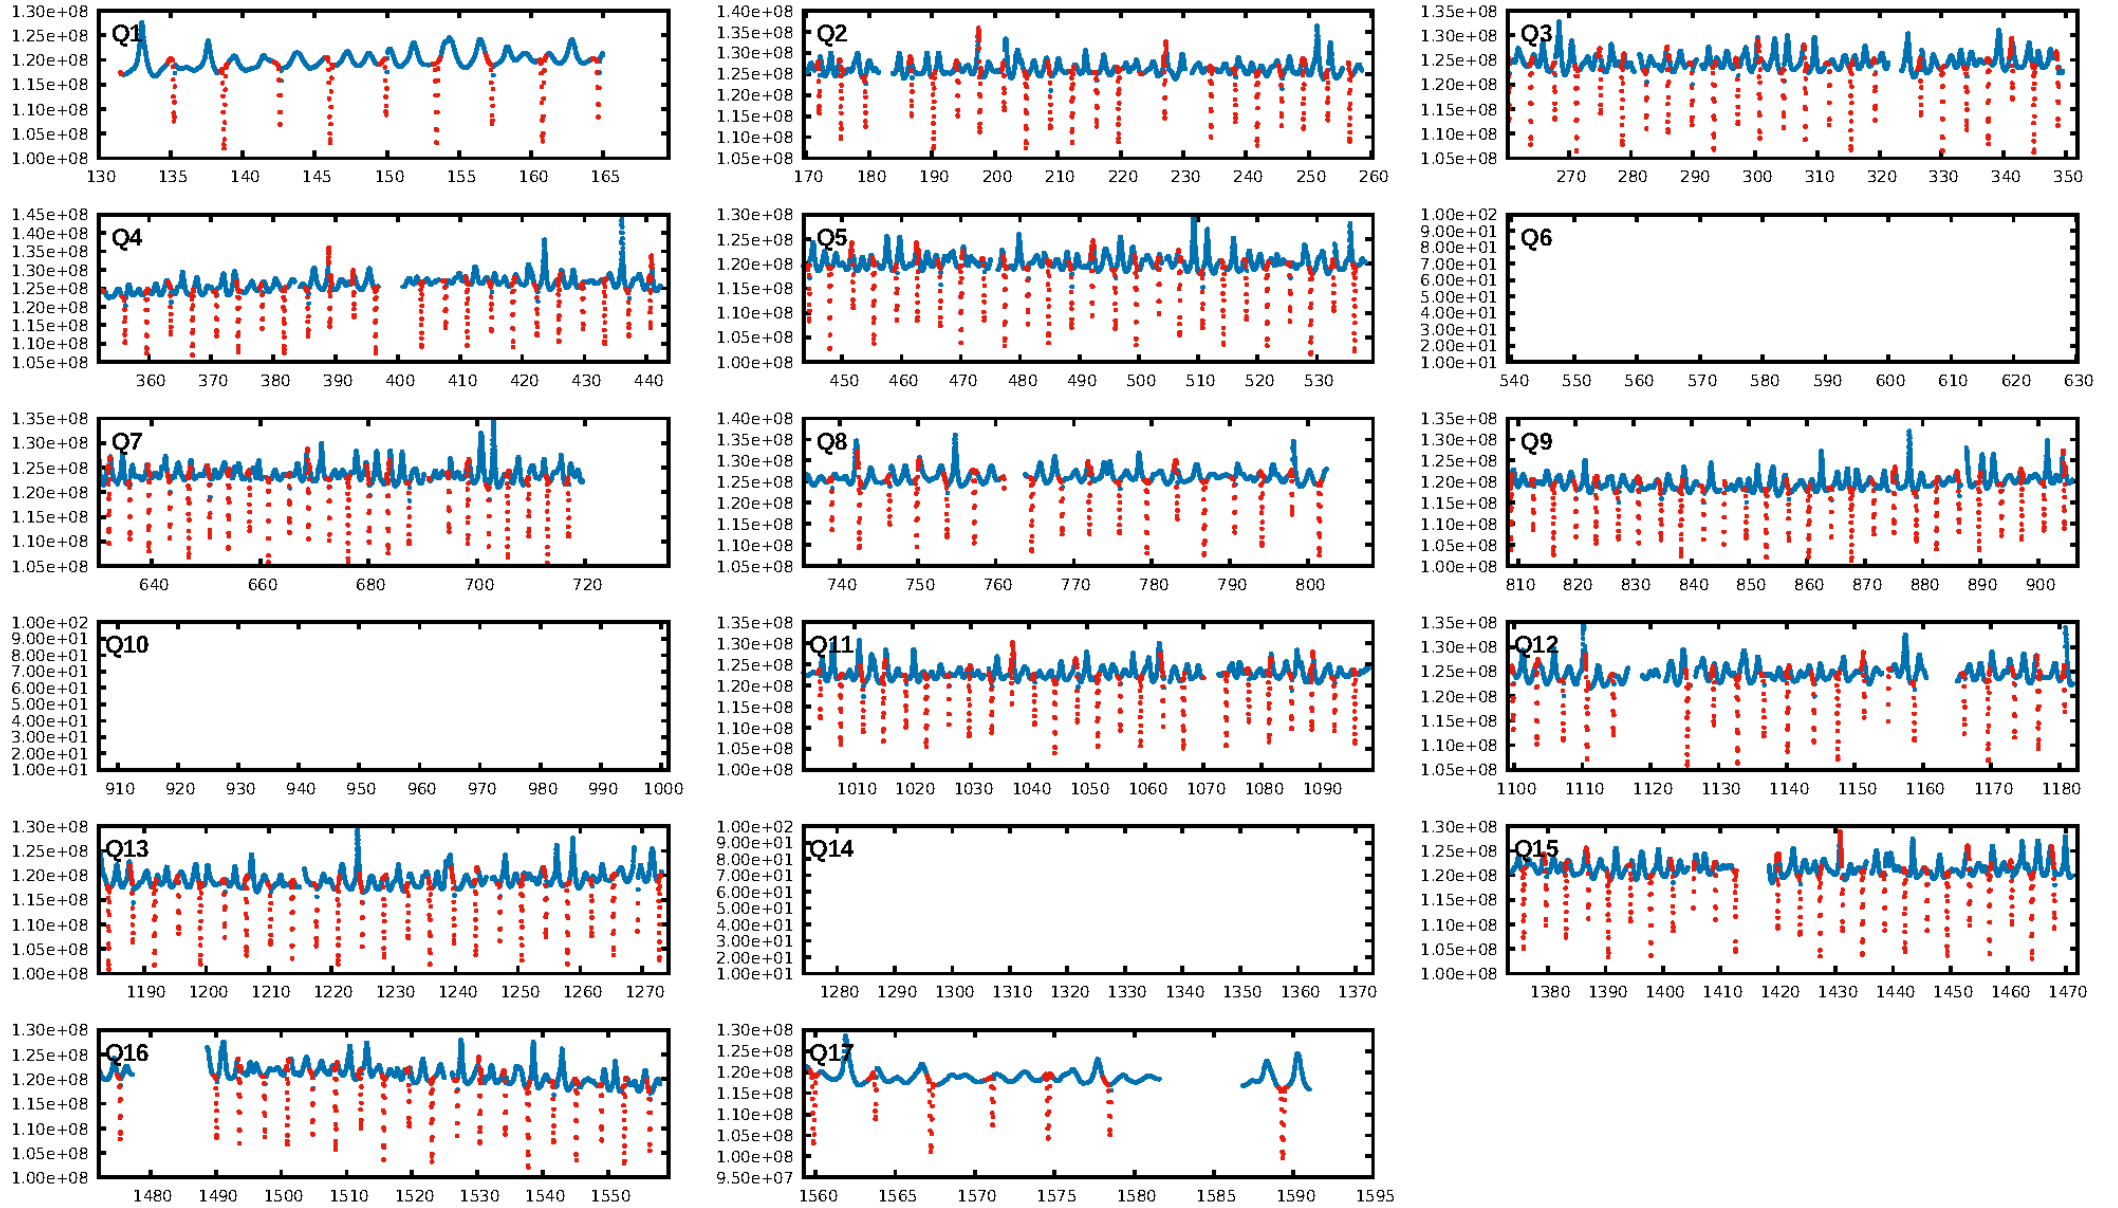 1.30e+08 1.25e+08 1.20e+08 1.15e+08 1.10e+08 1.05e+08 1.00e+08
Q1
130 135 140 145 150 155 160 165
1.40e+08 1.35e+08 1.30e+08 1.25e+08 1.20e+08 1.15e+08 1.10e+08 1.05e+08
Q2
170 180 190 200 210 220 230 240 250 260
1.35e+08 1.30e+08 1.25e+08 1.20e+08 1.15e+08 1.10e+08 1.05e+08
Q3
270 280 290 300 310 320 330 340 350
1.45e+08 1.40e+08 1.35e+08 1.30e+08 1.25e+08 1.20e+08 1.15e+08 1.10e+08 1.05e+08
Q4
360 370 380 390 400 410 420 430 440
1.30e+08 1.25e+08 1.20e+08 1.15e+08 1.10e+08 1.05e+08 1.00e+08
Q5
450 460 470 480 490 500 510 520 530
1.00e+02 9.00e+01 8.00e+01 7.00e+01 6.00e+01 5.00e+01 4.00e+01 3.00e+01 2.00e+01 1.00e+01
Q6
540 550 560 570 580 590 600 610 620 630
1.35e+08 1.30e+08 1.25e+08 1.20e+08 1.15e+08 1.10e+08 1.05e+08
Q7
640 660 680 700 720
1.40e+08 1.35e+08 1.30e+08 1.25e+08 1.20e+08 1.15e+08 1.10e+08 1.05e+08
Q8
740 750 760 770 780 790 800
1.35e+08 1.30e+08 1.25e+08 1.20e+08 1.15e+08 1.10e+08 1.05e+08 1.00e+08
Q9
810 820 830 840 850 860 870 880 890 900
1.00e+02 9.00e+01 8.00e+01 7.00e+01 6.00e+01 5.00e+01 4.00e+01 3.00e+01 2.00e+01 1.00e+01
Q10
910 920 930 940 950 960 970 980 990 1000
1.35e+08 1.30e+08 1.25e+08 1.20e+08 1.15e+08 1.10e+08 1.05e+08 1.00e+08
Q11
1010 1020 1030 1040 1050 1060 1070 1080 1090
1.35e+08 1.30e+08 1.25e+08 1.20e+08 1.15e+08 1.10e+08 1.05e+08
Q12
1100 1110 1120 1130 1140 1150 1160 1170 1180
1.30e+08 1.25e+08 1.20e+08 1.15e+08 1.10e+08 1.05e+08 1.00e+08
Q13
1190 1200 1210 1220 1230 1240 1250 1260 1270
1.00e+02 9.00e+01 8.00e+01 7.00e+01 6.00e+01 5.00e+01 4.00e+01 3.00e+01 2.00e+01 1.00e+01
Q14
1280 1290 1300 1310 1320 1330 1340 1350 1360 1370
1.30e+08 1.25e+08 1.20e+08 1.15e+08 1.10e+08 1.05e+08 1.00e+08
Q15
1380 1390 1400 1410 1420 1430 1440 1450 1460 1470
1.30e+08 1.25e+08 1.20e+08 1.15e+08 1.10e+08 1.05e+08 1.00e+08
Q16
1480 1490 1500 1510 1520 1530 1540 1550
1.30e+08 1.25e+08 1.20e+08 1.15e+08 1.10e+08 1.05e+08 1.00e+08 9.50e+07
Q17
1560 1565 1570 1575 1580 1585 1590 1595